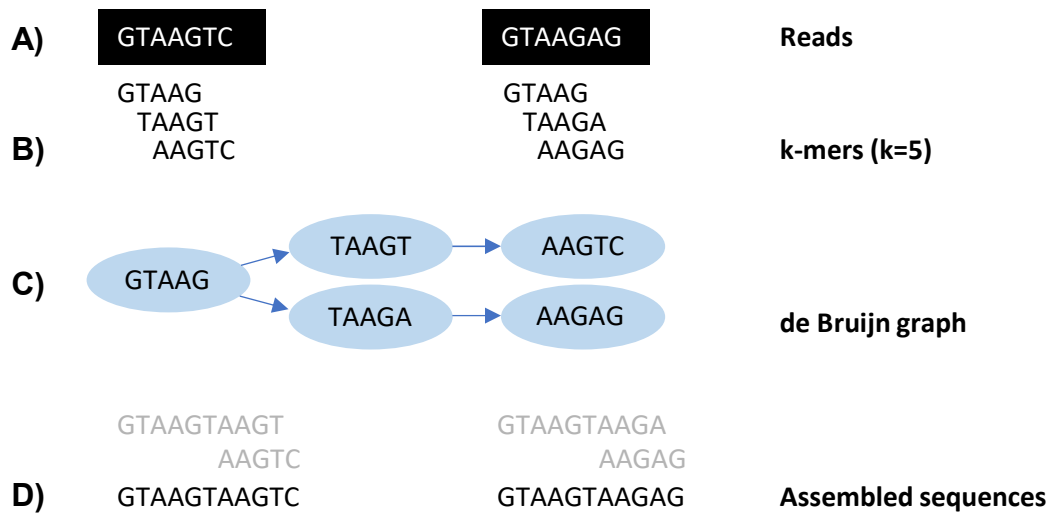 A) GTAAGTC GTAAGAG Reads
GTAAG GTAAG
TAAGT TAAGA
B) AAGTC AAGAG k-mers (k=5)
TAAGT AAGTC
C) GTAAG
TAAGA AAGAG de Bruijn graph
GTAAGTAAGT GTAAGTAAGA
AAGTC AAGAG
D) GTAAGTAAGTC GTAAGTAAGAG Assembled sequences